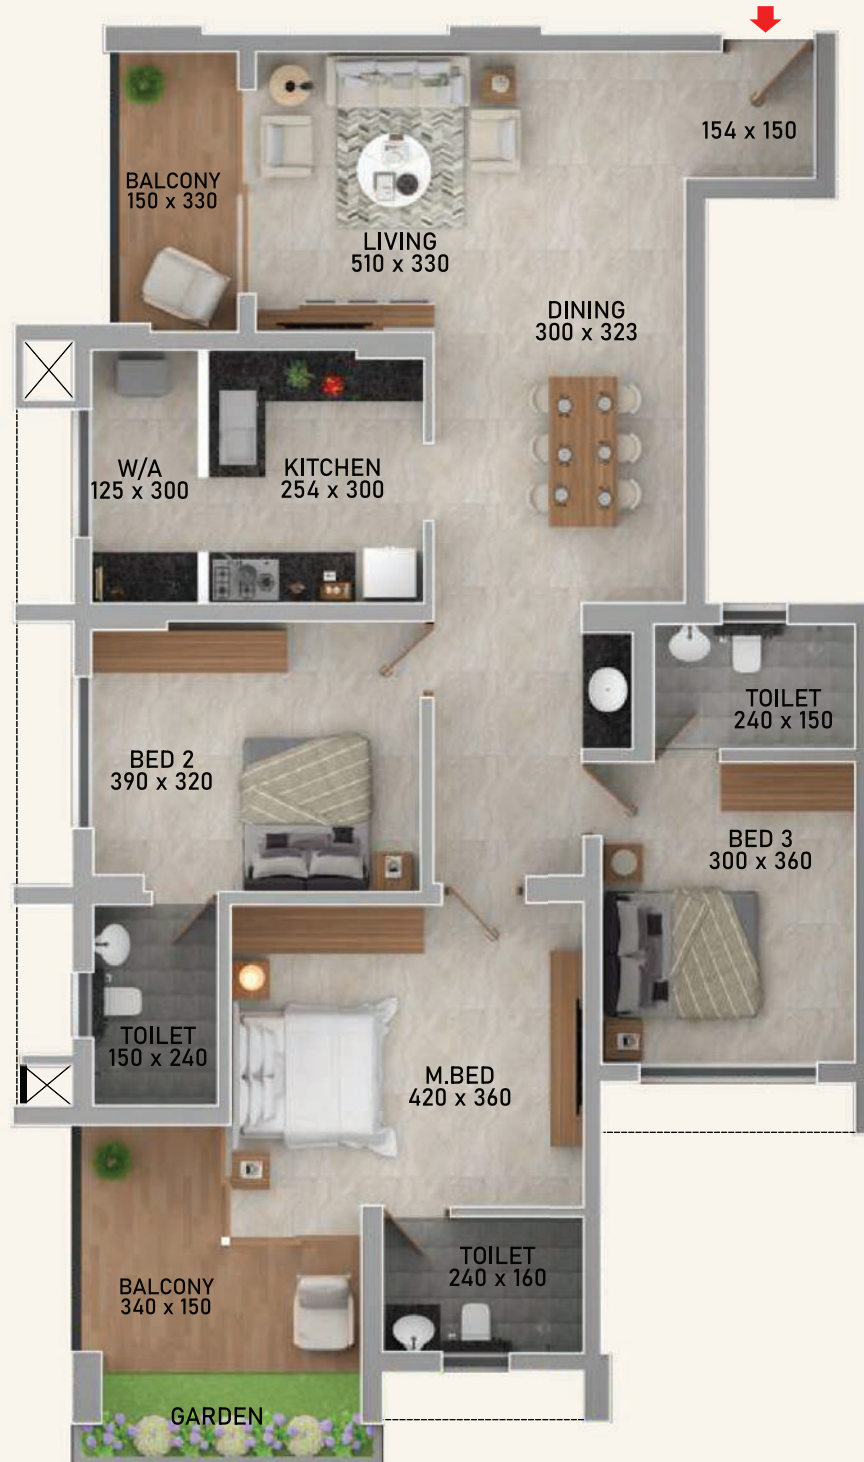 154 x 150
BALCONY
150 x 330
LIVING
510 x 330
DINING
300 x 323
W/A
125 x 300
KITCHEN
254 x 300
TOILET
240 x 150
BED 2
390 x 320
BED 3
300 x 360
TOILET
150 x 240
M.BED
420 x 360
TOILET
240 x 160
BALCONY
340 x 150
GARDEN